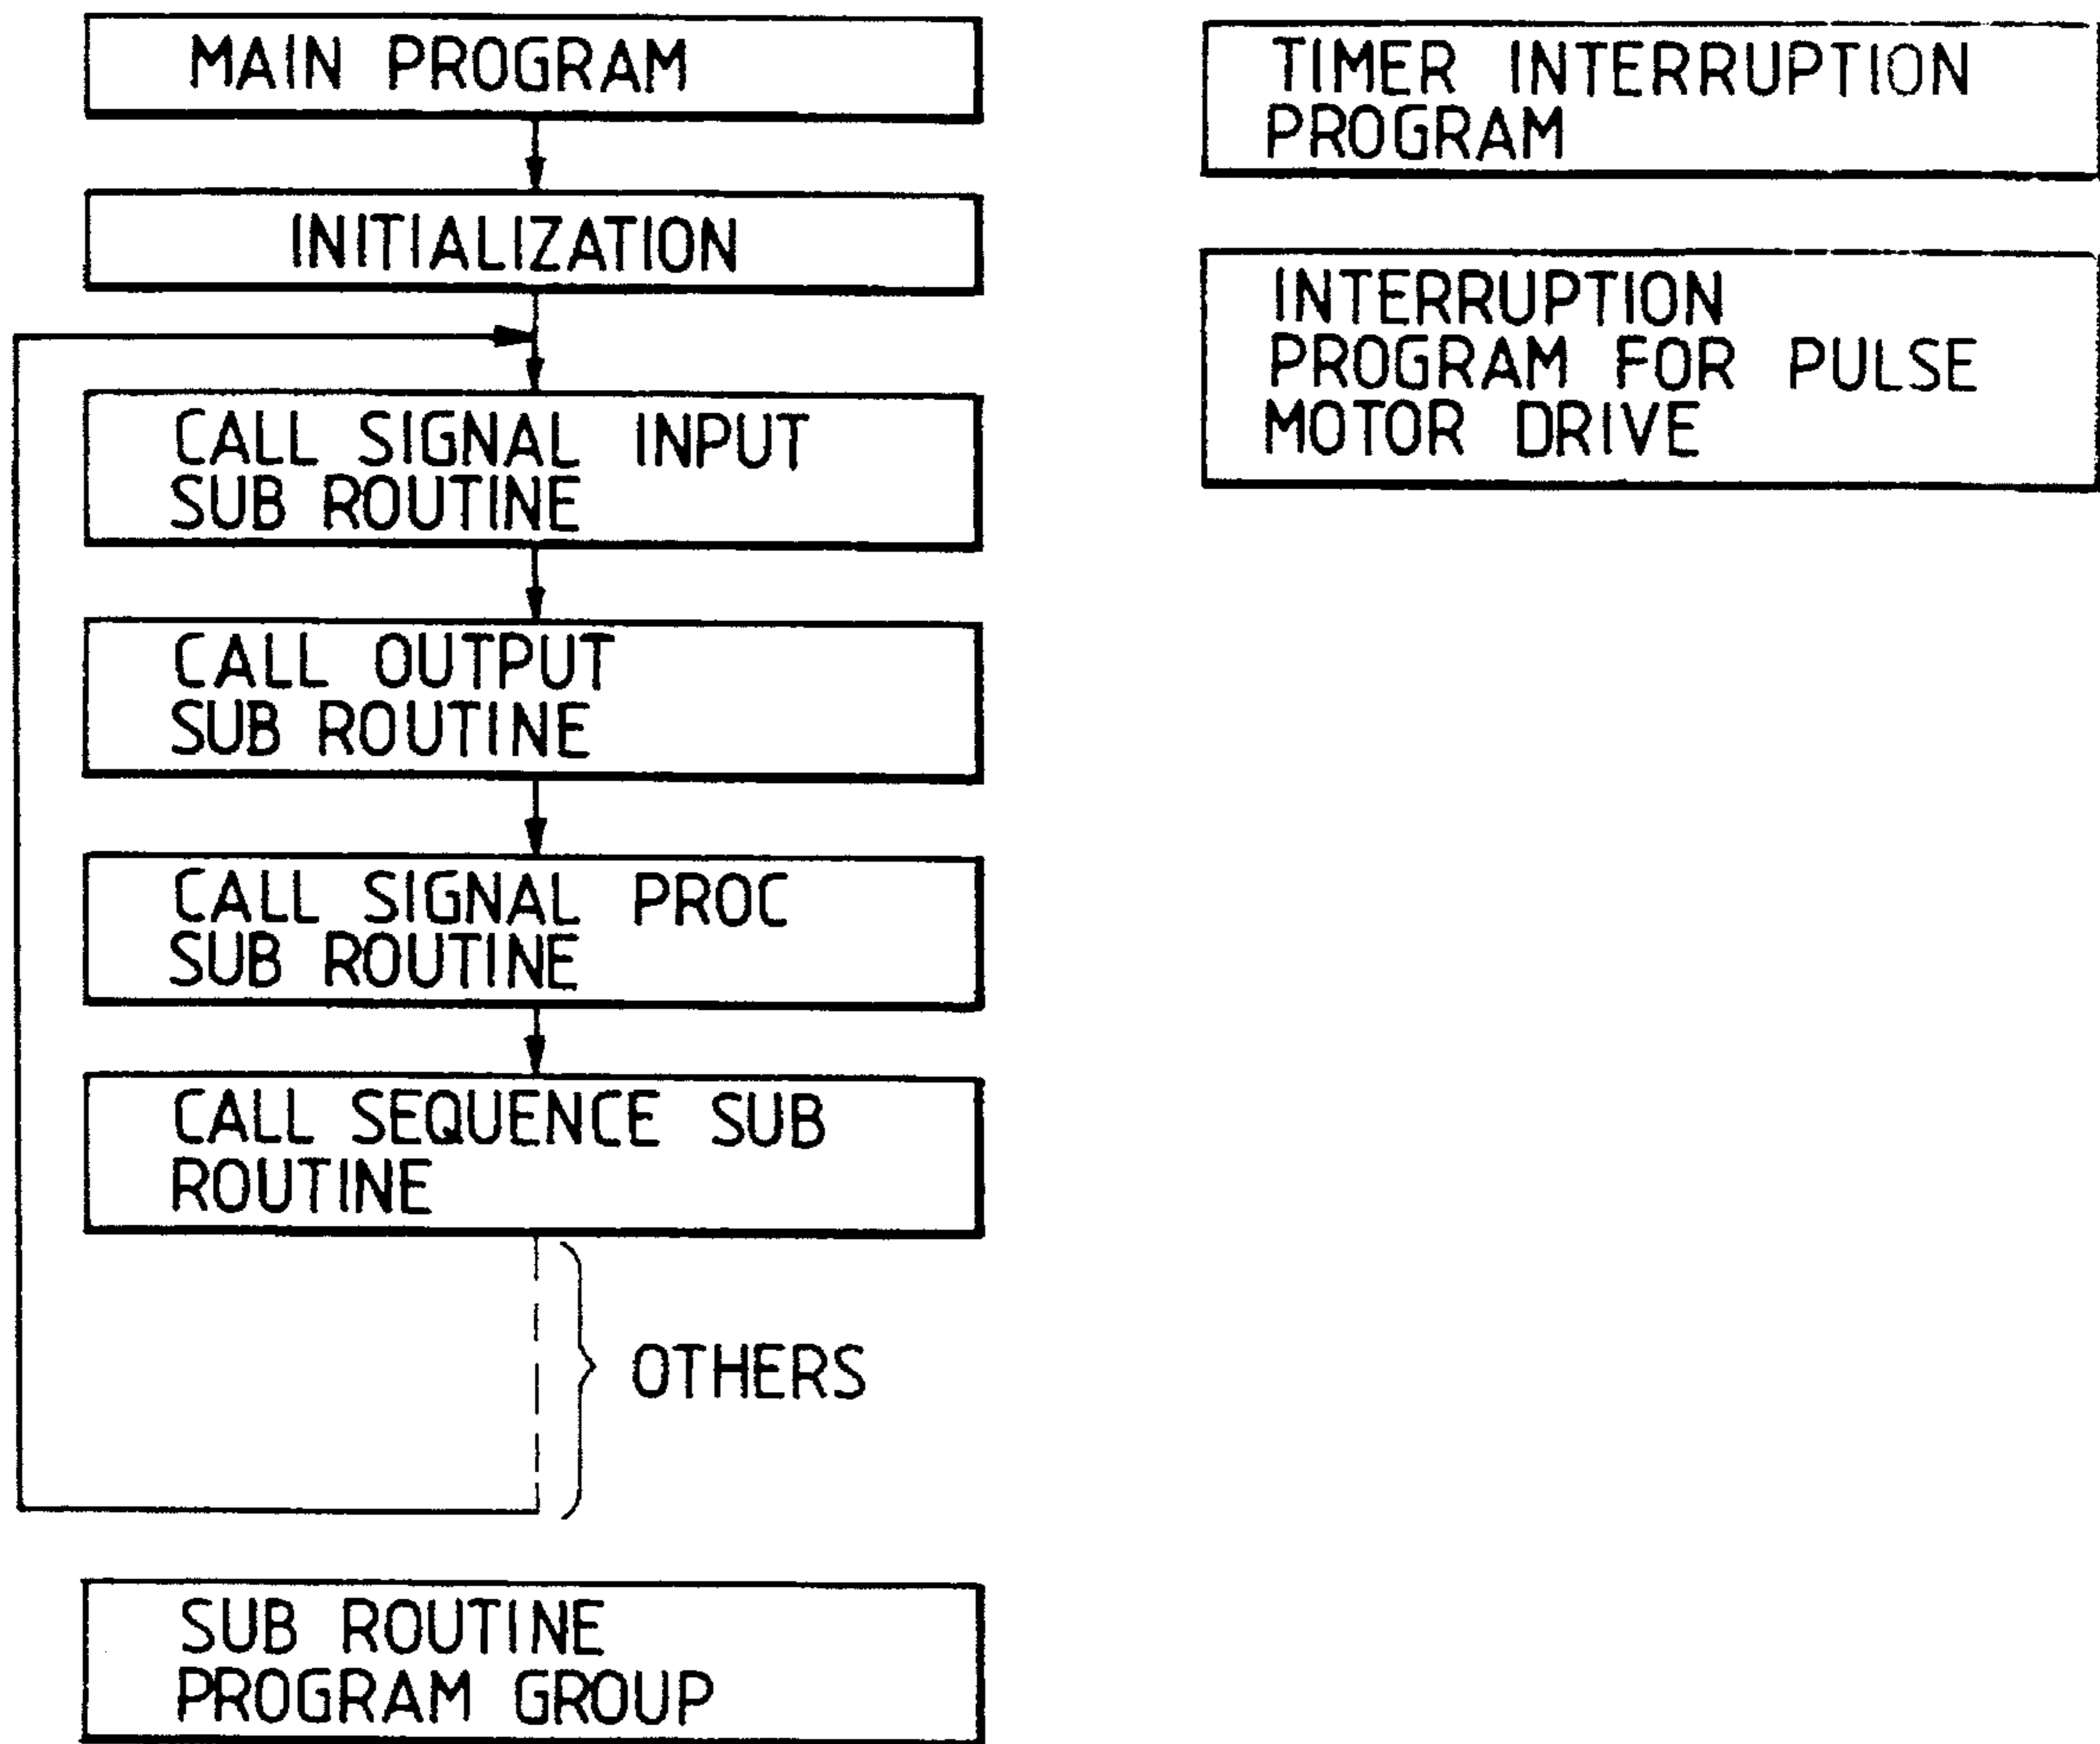 MAIN PROGRAM
INITIALIZATION
CALL SIGNAL INPUT
SUB ROUTINE
CALL OUTPUT
SUB ROUTINE
CALL SIGNAL PROC
SUB ROUTINE
CALL SEQUENCE SUB
ROUTINE
OTHERS
SUB ROUTINE
PROGRAM GROUP
TIMER INTERRUPTION
PROGRAM
INTERRUPTION
PROGRAM FOR PULSE
MOTOR DRIVE